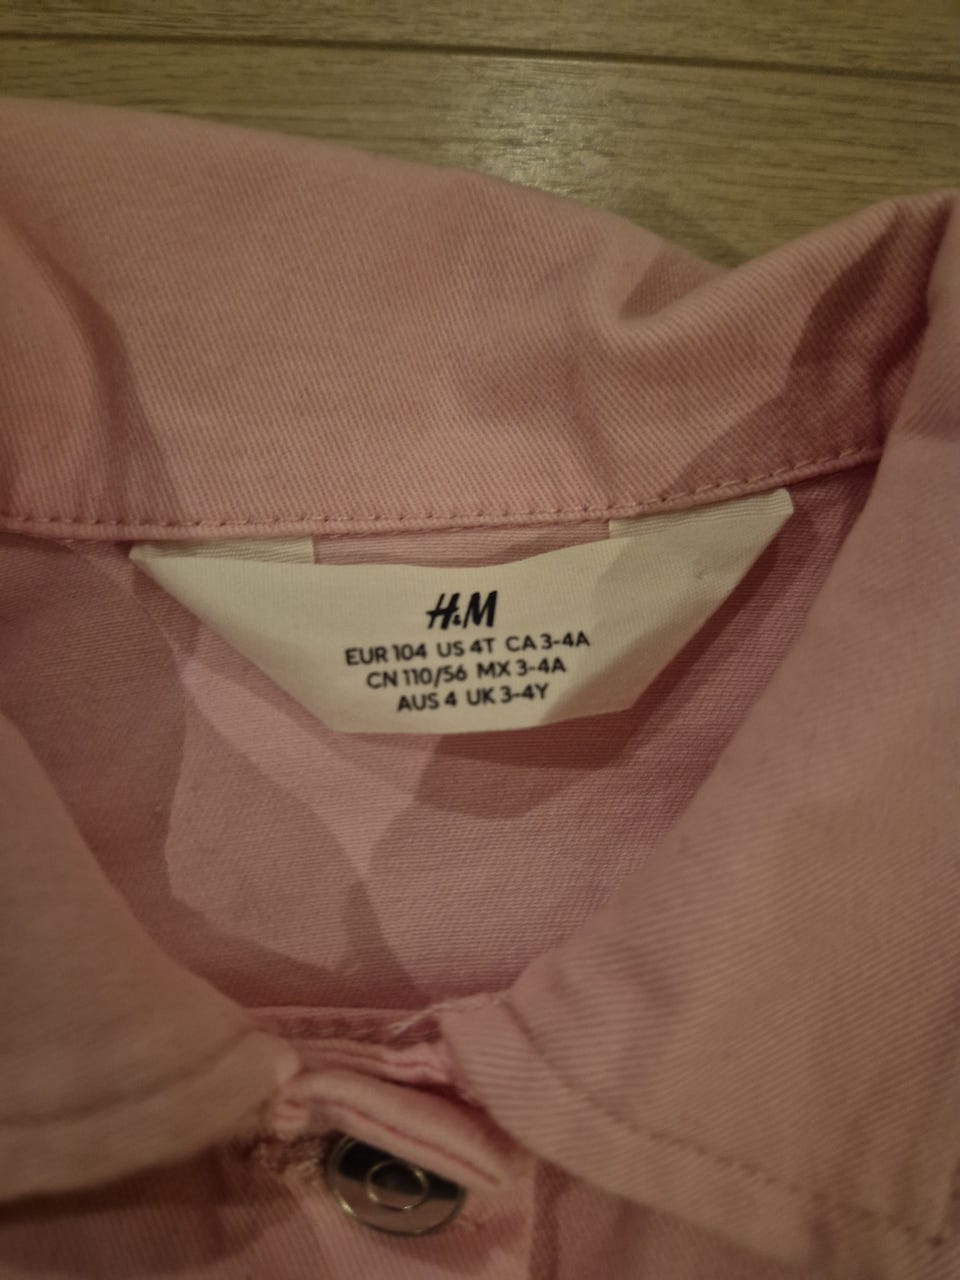 H&M
EUR 104 US 4T CA 3-4A
CN 110/56 MX 3-4A
AUS 4 UK 3-4Y